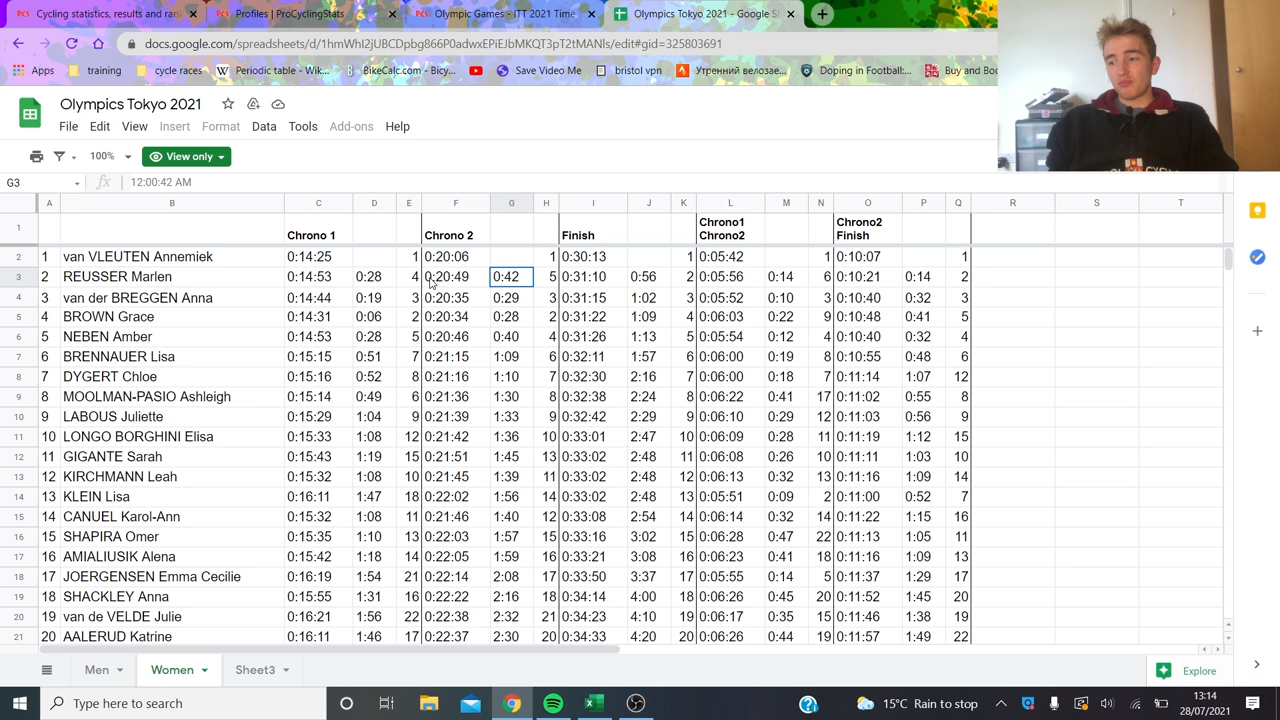 Cycling statistics, results and ran
Profiles | ProCyclingStats
Olympic Games - ITT 2021 Time
Olympics Tokyo 2021 - Google S
docs.google.com/spreadsheets/d/1hmWhI2jUBCDpbg866P0adwxEPiEJbMKQT3pT2tMANls/edit#gid=325803691
Apps training cycle races Periodic table - Wik... BikeCalc.com - Bicy... Save Video Me bristol vpn Утренний велозае... Doping in Football:... Buy and Boo
Olympics Tokyo 2021
File Edit View Insert Format Data Tools Add-ons Help
100% View only
G3 fx 12:00:42 AM
A B C D E F G H I J K L M N O P Q R S T
1 Chrono 1 Chrono 2 Finish Chrono1 Chrono2 Chrono2 Finish
2 1 van VLEUTEN Annemiek 0:14:25 1 0:20:06 1 0:30:13 1 0:05:42 1 0:10:07 1
3 2 REUSSER Marlen 0:14:53 0:28 4 0:20:49 0:42 5 0:31:10 0:56 2 0:05:56 0:14 6 0:10:21 0:14 2
4 3 van der BREGGEN Anna 0:14:44 0:19 3 0:20:35 0:29 3 0:31:15 1:02 3 0:05:52 0:10 3 0:10:40 0:32 3
5 4 BROWN Grace 0:14:31 0:06 2 0:20:34 0:28 2 0:31:22 1:09 4 0:06:03 0:22 9 0:10:48 0:41 5
6 5 NEBEN Amber 0:14:53 0:28 5 0:20:46 0:40 4 0:31:26 1:13 5 0:05:54 0:12 4 0:10:40 0:32 4
7 6 BRENNAUER Lisa 0:15:15 0:51 7 0:21:15 1:09 6 0:32:11 1:57 6 0:06:00 0:19 8 0:10:55 0:48 6
8 7 DYGERT Chloe 0:15:16 0:52 8 0:21:16 1:10 7 0:32:30 2:16 7 0:06:00 0:18 7 0:11:14 1:07 12
9 8 MOOLMAN-PASIO Ashleigh 0:15:14 0:49 6 0:21:36 1:30 8 0:32:38 2:24 8 0:06:22 0:41 17 0:11:02 0:55 8
10 9 LABOUS Juliette 0:15:29 1:04 9 0:21:39 1:33 9 0:32:42 2:29 9 0:06:10 0:29 12 0:11:03 0:56 9
11 10 LONGO BORGHINI Elisa 0:15:33 1:08 12 0:21:42 1:36 10 0:33:01 2:47 10 0:06:09 0:28 11 0:11:19 1:12 15
12 11 GIGANTE Sarah 0:15:43 1:19 15 0:21:51 1:45 13 0:33:02 2:48 11 0:06:08 0:26 10 0:11:11 1:03 10
13 12 KIRCHMANN Leah 0:15:32 1:08 10 0:21:45 1:39 11 0:33:02 2:48 12 0:06:13 0:32 13 0:11:16 1:09 14
14 13 KLEIN Lisa 0:16:11 1:47 18 0:22:02 1:56 14 0:33:02 2:48 13 0:05:51 0:09 2 0:11:00 0:52 7
15 14 CANUEL Karol-Ann 0:15:32 1:08 11 0:21:46 1:40 12 0:33:08 2:54 14 0:06:14 0:32 14 0:11:22 1:15 16
16 15 SHAPIRA Omer 0:15:35 1:10 13 0:22:03 1:57 15 0:33:16 3:02 15 0:06:28 0:47 22 0:11:13 1:05 11
17 16 AMIALIUSIK Alena 0:15:42 1:18 14 0:22:05 1:59 16 0:33:21 3:08 16 0:06:23 0:41 18 0:11:16 1:09 13
18 17 JOERGENSEN Emma Cecilie 0:16:19 1:54 21 0:22:14 2:08 17 0:33:50 3:37 17 0:05:55 0:14 5 0:11:37 1:29 17
19 18 SHACKLEY Anna 0:15:55 1:31 16 0:22:22 2:16 18 0:34:14 4:00 18 0:06:26 0:45 20 0:11:52 1:45 20
20 19 van de VELDE Julie 0:16:21 1:56 22 0:22:38 2:32 21 0:34:23 4:10 19 0:06:17 0:35 15 0:11:46 1:38 19
21 20 AALERUD Katrine 0:16:11 1:46 17 0:22:37 2:30 20 0:34:33 4:20 20 0:06:26 0:44 19 0:11:57 1:49 22
Men Women Sheet3 Explore
Type here to search 15°C Rain to stop 13:14
28/07/2021